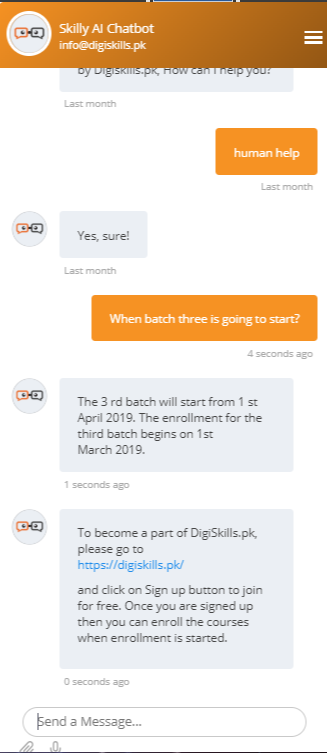 Skilly AI Chatbot
info@digiskills.pk
by Digiskills.pk, How can I help you?
Last month
human help
Last month
Yes, sure!
Last month
When batch three is going to start?
4 seconds ago
The 3 rd batch will start from 1 st
April 2019. The enrollment for the
third batch begins on 1st
March 2019.
1 seconds ago
To become a part of DigiSkills.pk,
please go to
https://digiskills.pk/
and click on Sign up button to join
for free. Once you are signed up
then you can enroll the courses
when enrollment is started.
0 seconds ago
Send a Message...